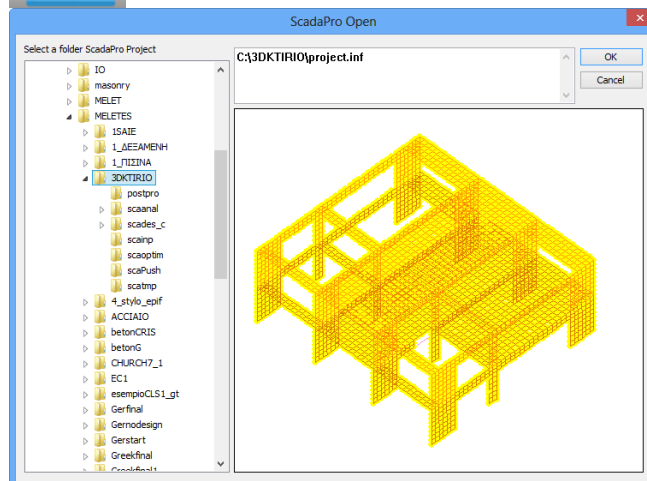 ScadaPro Open
Select a folder ScadaPro Project
C:\3DKTIRIO\project.inf
OK
Cancel
IO
masonry
MELET
MELETES
1SAIE
1_ΔΕΞΑΜΕΝΗ
1_ΠΙΣΙΝΑ
3DKTIRIO
postpro
scaanal
scades_c
scainp
scaoptim
scaPush
scatmp
4_stylo_epif
ACCIAIO
betonCRIS
betonG
CHURCH7_1
EC1
esempioCLS1_gt
Gerfinal
Gernodesign
Gerstart
Greekfinal
Greekfinal1